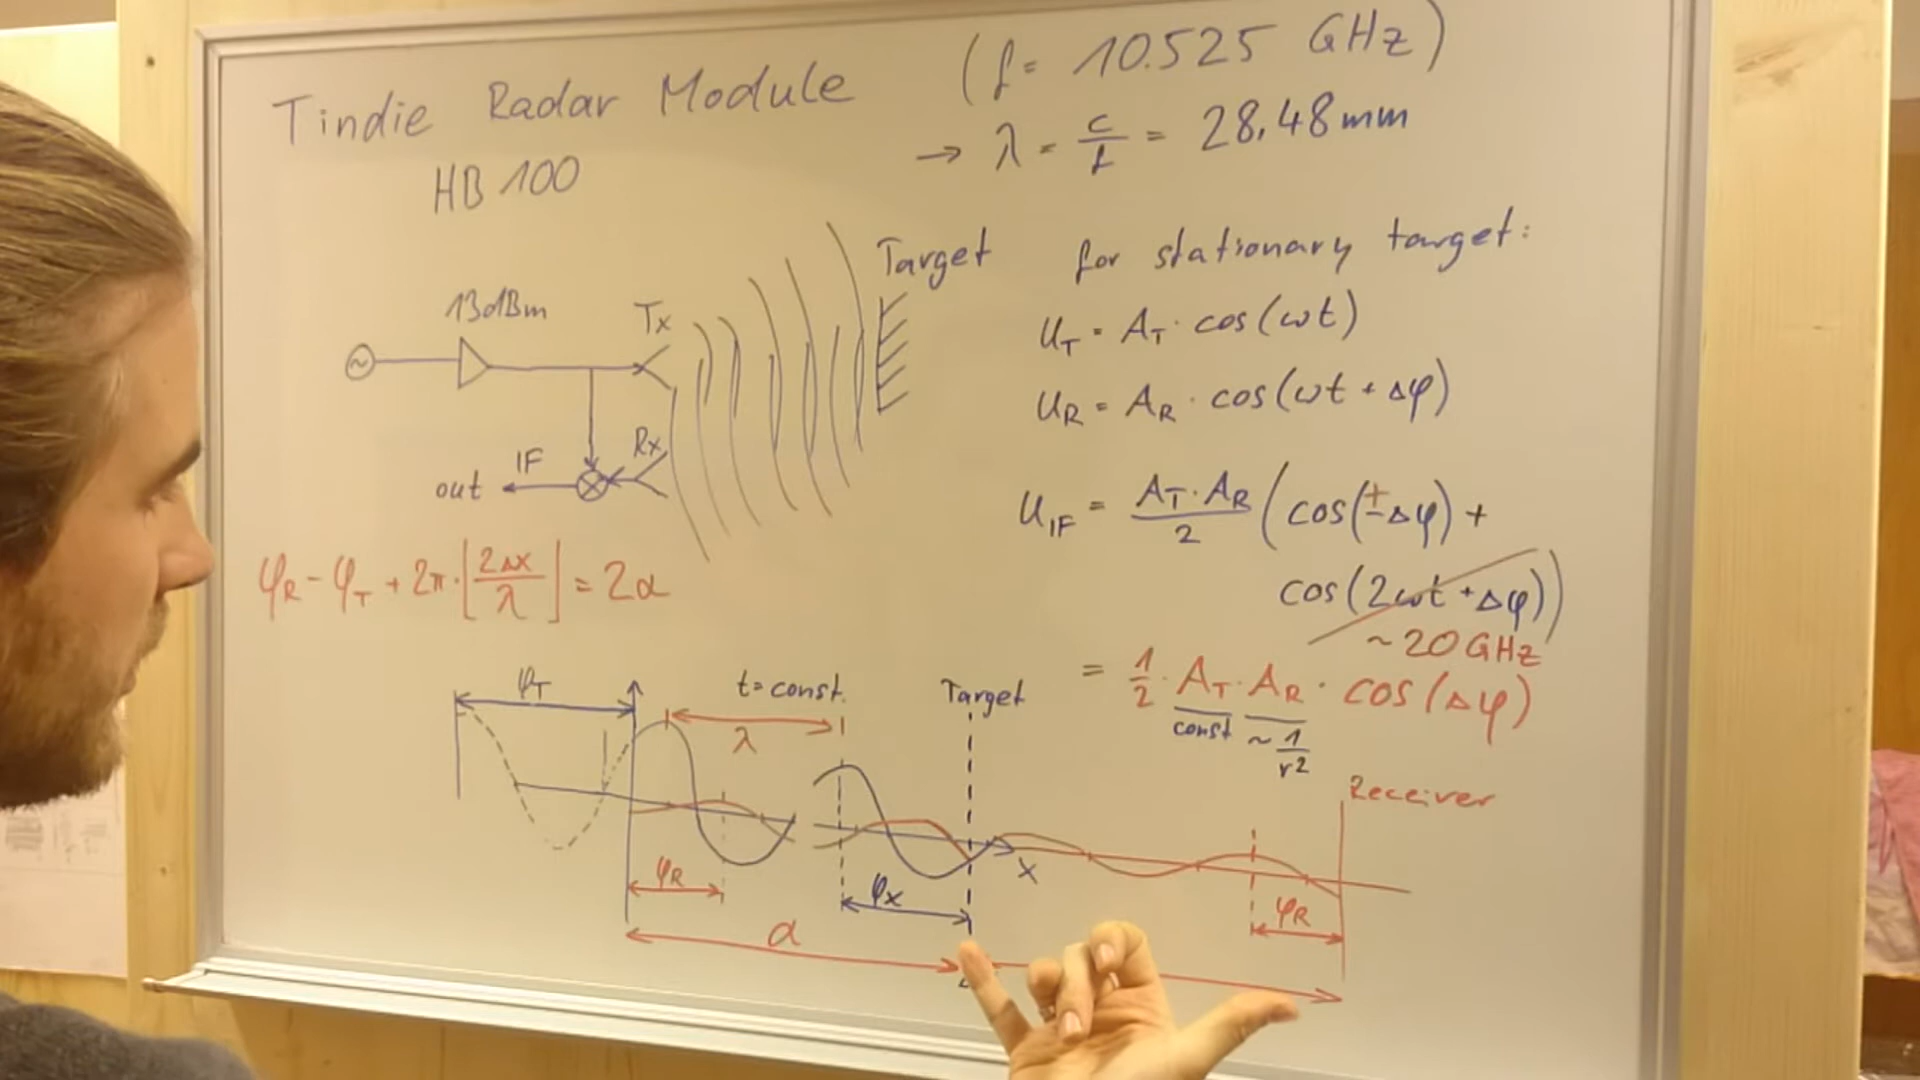 Tindie Radar Module
HB 100
(f = 10.525 GHz)
→ λ = c/f = 28.48mm
13dBm
Tx
Rx
IF
out
Target
for stationary target:
U_T = A_T · cos(ωt)
U_R = A_R · cos(ωt + Δφ)
U_IF = A_T · A_R / 2 (cos(±Δφ) +
cos(2ωt + Δφ))
~20 GHz
= 1/2 · A_T · A_R · cos(Δφ)
const ~ 1/r²
φ_R - φ_T + 2π · ⌊2Δx/λ⌋ = 2α
φ_T
t = const.
λ
Target
Receiver
x
φ_R
φ_x
φ_R
α